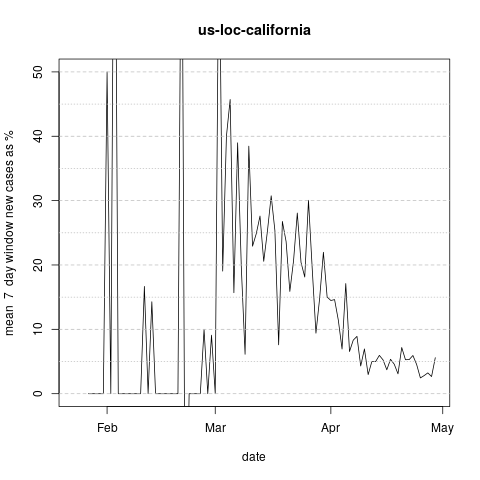 us-loc-california
mean 7 day window new cases as %
50
40
30
20
10
0
Feb
Mar
Apr
May
date